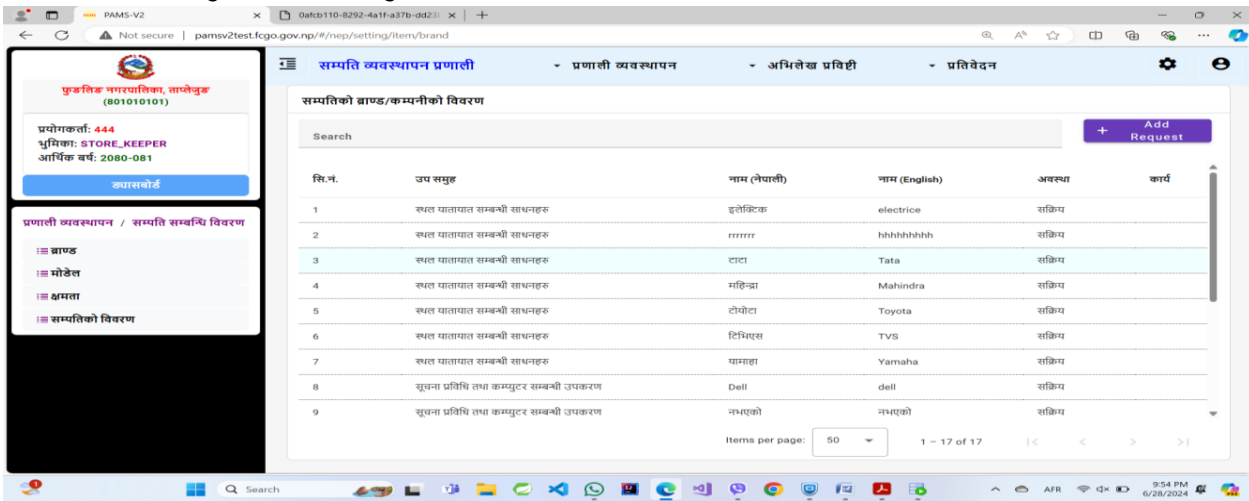 PAMS-V2
0afcb110-8292-4a1f-a37b-dd23
Not secure | pamsv2test.fcgo.gov.np/#/nep/setting/item/brand
फुङलिङ नगरपालिका, ताप्लेजुङ
(801010101)
प्रयोगकर्ता: 444
भुमिका: STORE_KEEPER
आर्थिक बर्ष: 2080-081
ड्यासबोर्ड
प्रणाली व्यवस्थापन / सम्पति सम्बन्धि विवरण
ब्राण्ड
मोडेल
क्षमता
सम्पतिको विवरण
सम्पति व्यवस्थापन प्रणाली प्रणाली व्यवस्थापन अभिलेख प्रविष्टी प्रतिवेदन
सम्पतिको ब्राण्ड/कम्पनीको विवरण
Search
+ Add Request
सि.नं. उप समुह नाम (नेपाली) नाम (English) अवस्था कार्य
1 स्थल यातायात सम्बन्धी साधनहरु इलेक्टिक electrice सक्रिय
2 स्थल यातायात सम्बन्धी साधनहरु rrrrrrr hhhhhhhhh सक्रिय
3 स्थल यातायात सम्बन्धी साधनहरु टाटा Tata सक्रिय
4 स्थल यातायात सम्बन्धी साधनहरु महिन्द्रा Mahindra सक्रिय
5 स्थल यातायात सम्बन्धी साधनहरु टोयोटा Toyota सक्रिय
6 स्थल यातायात सम्बन्धी साधनहरु टिभिएस TVS सक्रिय
7 स्थल यातायात सम्बन्धी साधनहरु यामाहा Yamaha सक्रिय
8 सूचना प्रविधि तथा कम्प्युटर सम्बन्धी उपकरण Dell dell सक्रिय
9 सूचना प्रविधि तथा कम्प्युटर सम्बन्धी उपकरण नभएको नभएको सक्रिय
Items per page: 50 1 – 17 of 17
Search
AFR
9:54 PM
6/28/2024